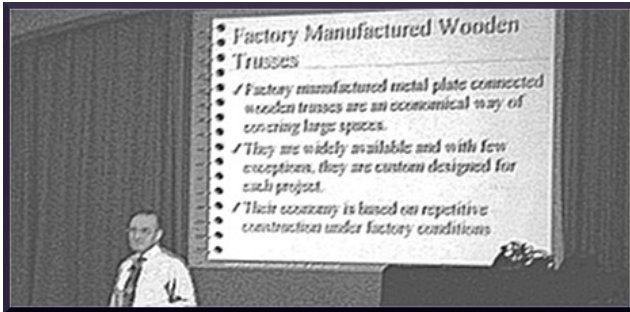 Factory Manufactured Wooden
Trusses
Factory manufactured metal plate connected
wooden trusses are an economical way of
covering large spaces.
They are widely available and with few
exceptions, they are custom designed for
each project.
Their economy is based on repetitive
construction under factory conditions